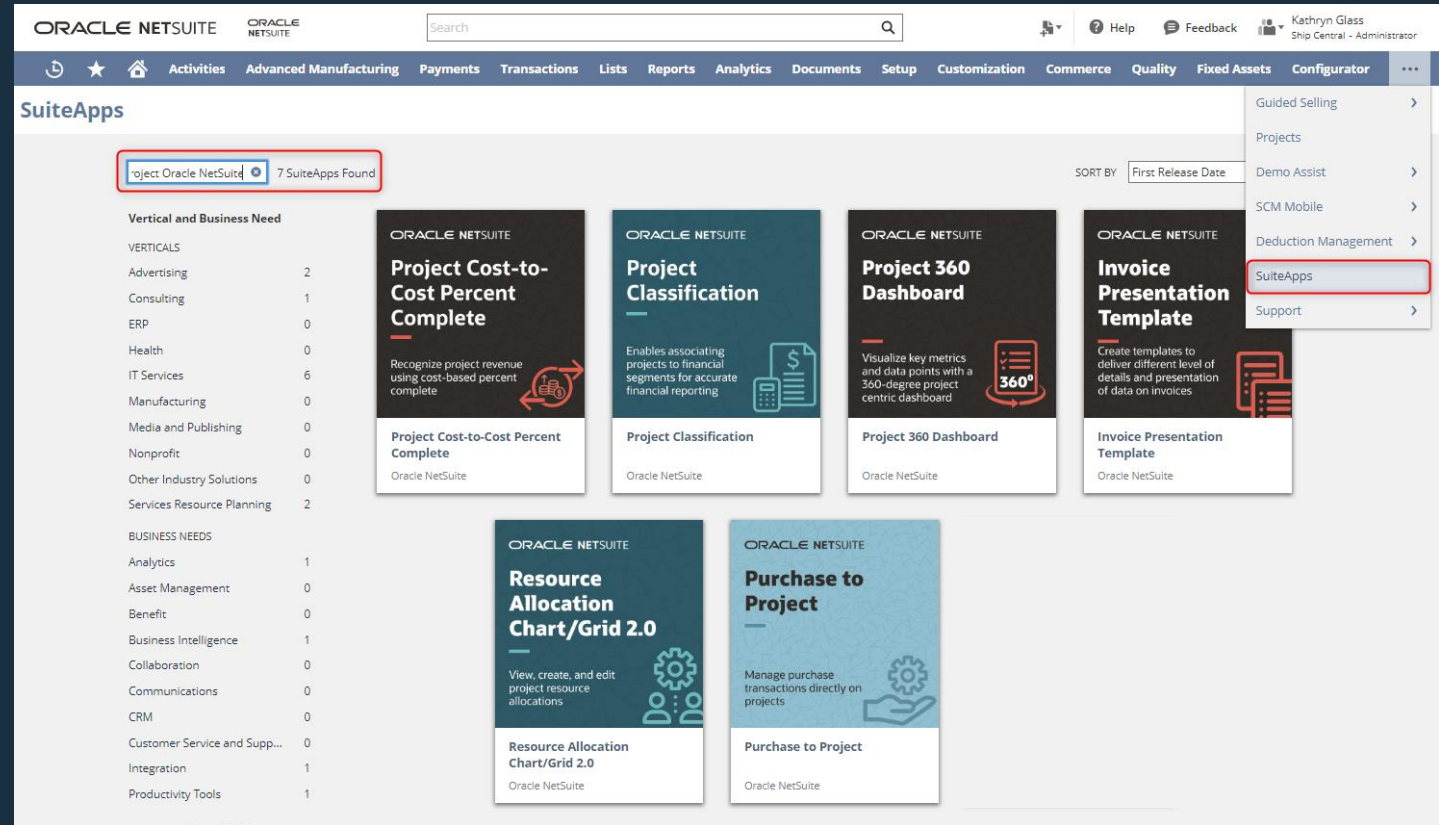 ORACLE NETSUITE
ORACLE
NETSUITE
Search
Help
Feedback
Kathryn Glass
Ship Central - Administrator
Activities Advanced Manufacturing Payments Transactions Lists Reports Analytics Documents Setup Customization Commerce Quality Fixed Assets Configurator ...
SuiteApps
Guided Selling
Projects
Demo Assist
SCM Mobile
Deduction Management
SuiteApps
Support
roject Oracle NetSuite 7 SuiteApps Found
SORT BY First Release Date
Vertical and Business Need
VERTICALS
Advertising 2
Consulting 1
ERP 0
Health 0
IT Services 6
Manufacturing 0
Media and Publishing 0
Nonprofit 0
Other Industry Solutions 0
Services Resource Planning 2
BUSINESS NEEDS
Analytics 1
Asset Management 0
Benefit 0
Business Intelligence 1
Collaboration 0
Communications 0
CRM 0
Customer Service and Supp... 0
Integration 1
Productivity Tools 1
ORACLE NETSUITE
Project Cost-to-
Cost Percent
Complete
Recognize project revenue
using cost-based percent
complete
Project Cost-to-Cost Percent
Complete
Oracle NetSuite
ORACLE NETSUITE
Project
Classification
Enables associating
projects to financial
segments for accurate
financial reporting
Project Classification
Oracle NetSuite
ORACLE NETSUITE
Project 360
Dashboard
Visualize key metrics
and data points with a
360-degree project
centric dashboard
360°
Project 360 Dashboard
Oracle NetSuite
ORACLE NETSUITE
Invoice
Presentation
Template
Create templates to
deliver different level of
details and presentation
of data on invoices
Invoice Presentation
Template
Oracle NetSuite
ORACLE NETSUITE
Resource
Allocation
Chart/Grid 2.0
View, create, and edit
project resource
allocations
Resource Allocation
Chart/Grid 2.0
Oracle NetSuite
ORACLE NETSUITE
Purchase to
Project
Manage purchase
transactions directly on
projects
Purchase to Project
Oracle NetSuite